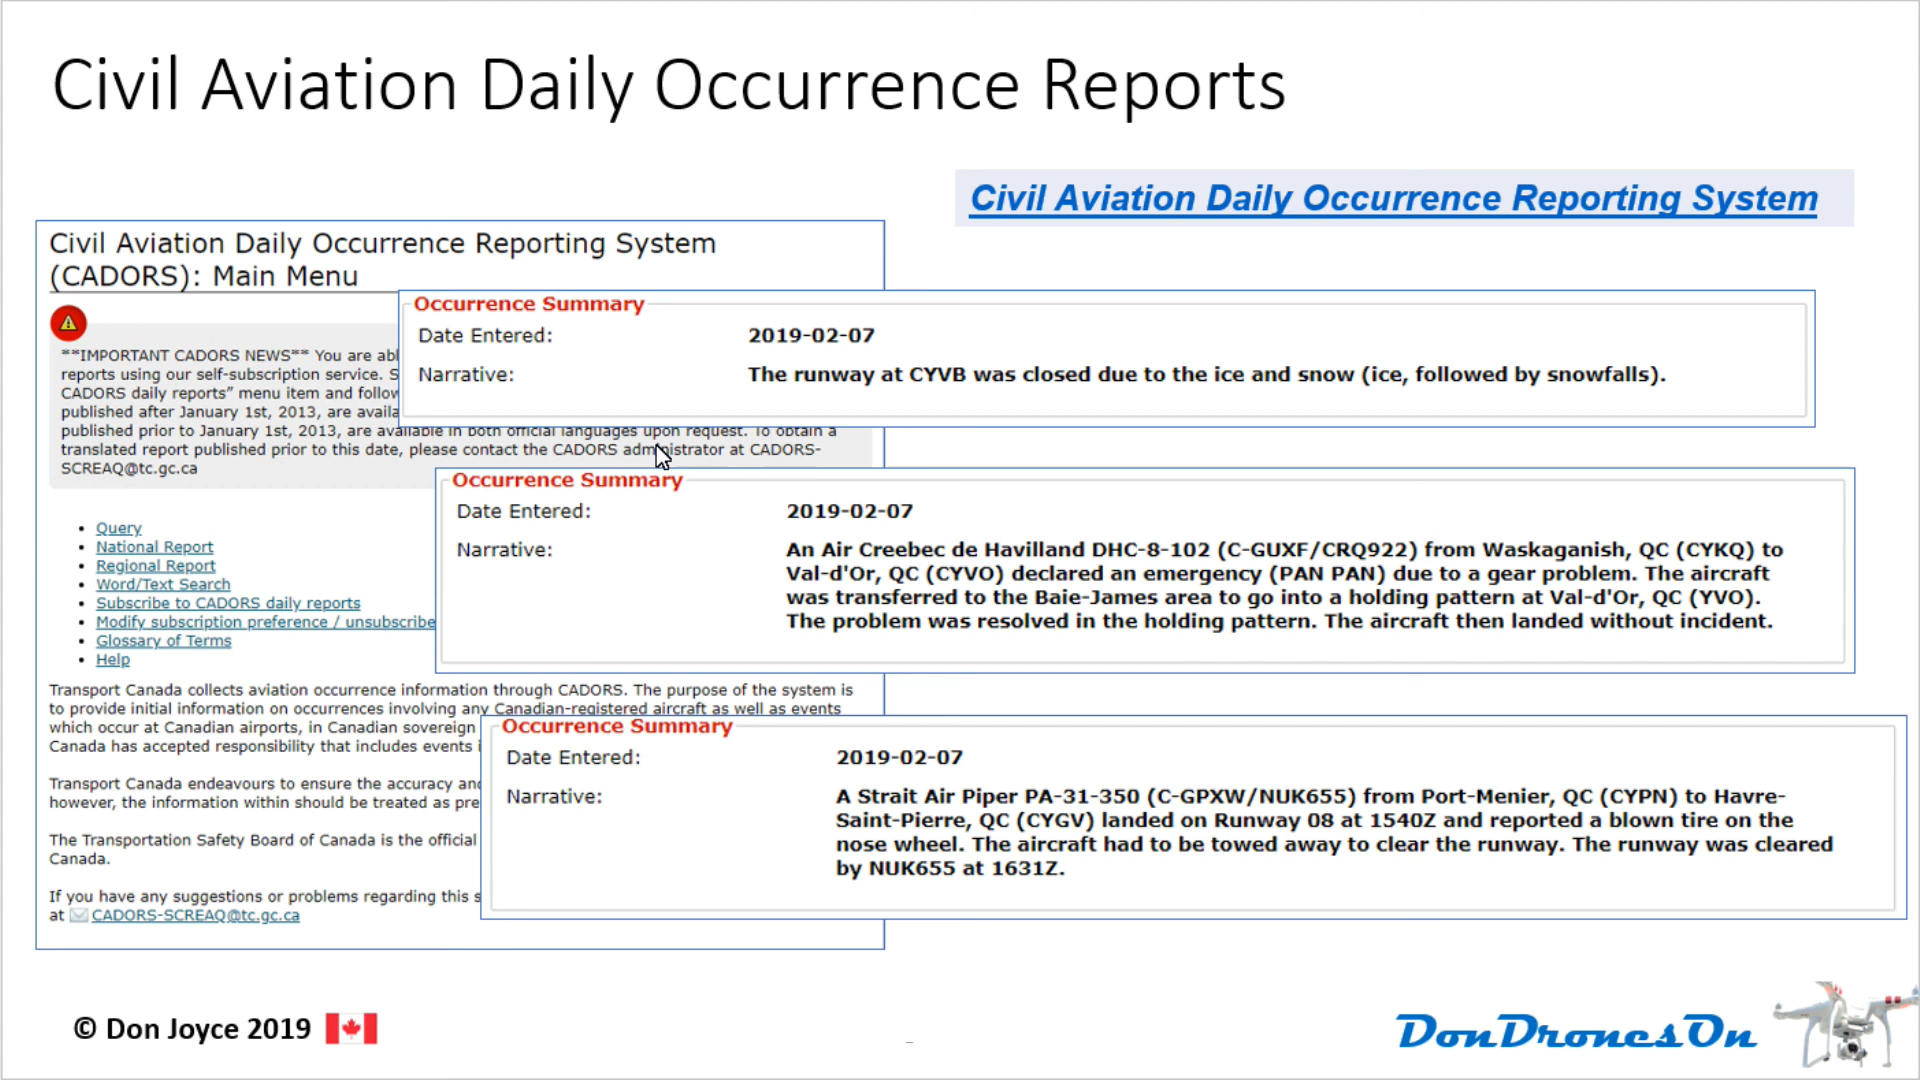 Civil Aviation Daily Occurrence Reports
Civil Aviation Daily Occurrence Reporting System
Civil Aviation Daily Occurrence Reporting System
(CADORS): Main Menu
**IMPORTANT CADORS NEWS** You are abl
reports using our self-subscription service. S
CADORS daily reports” menu item and follow
published after January 1st, 2013, are availa
published prior to January 1st, 2013, are available in both official languages upon request. To obtain a
translated report published prior to this date, please contact the CADORS administrator at CADORS-
SCREAQ@tc.gc.ca
Query
National Report
Regional Report
Word/Text Search
Subscribe to CADORS daily reports
Modify subscription preference / unsubscribe
Glossary of Terms
Help
Transport Canada collects aviation occurrence information through CADORS. The purpose of the system is
to provide initial information on occurrences involving any Canadian-registered aircraft as well as events
which occur at Canadian airports, in Canadian sovereign
Canada has accepted responsibility that includes events i
Transport Canada endeavours to ensure the accuracy and
however, the information within should be treated as pre
The Transportation Safety Board of Canada is the official
Canada.
If you have any suggestions or problems regarding this s
at CADORS-SCREAQ@tc.gc.ca
Occurrence Summary
Date Entered: 2019-02-07
Narrative: The runway at CYVB was closed due to the ice and snow (ice, followed by snowfalls).
Occurrence Summary
Date Entered: 2019-02-07
Narrative: An Air Creebec de Havilland DHC-8-102 (C-GUXF/CRQ922) from Waskaganish, QC (CYKQ) to
Val-d'Or, QC (CYVO) declared an emergency (PAN PAN) due to a gear problem. The aircraft
was transferred to the Baie-James area to go into a holding pattern at Val-d'Or, QC (YVO).
The problem was resolved in the holding pattern. The aircraft then landed without incident.
Occurrence Summary
Date Entered: 2019-02-07
Narrative: A Strait Air Piper PA-31-350 (C-GPXW/NUK655) from Port-Menier, QC (CYPN) to Havre-
Saint-Pierre, QC (CYGV) landed on Runway 08 at 1540Z and reported a blown tire on the
nose wheel. The aircraft had to be towed away to clear the runway. The runway was cleared
by NUK655 at 1631Z.
© Don Joyce 2019
DonDronesOn